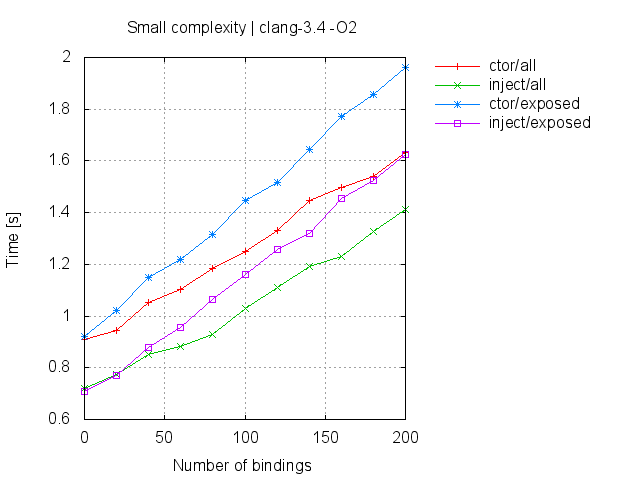 Small complexity | clang-3.4 -O2
2
1.8
1.6
1.4
1.2
1
0.8
0.6
Time [s]
0 50 100 150 200
Number of bindings
ctor/all
inject/all
ctor/exposed
inject/exposed